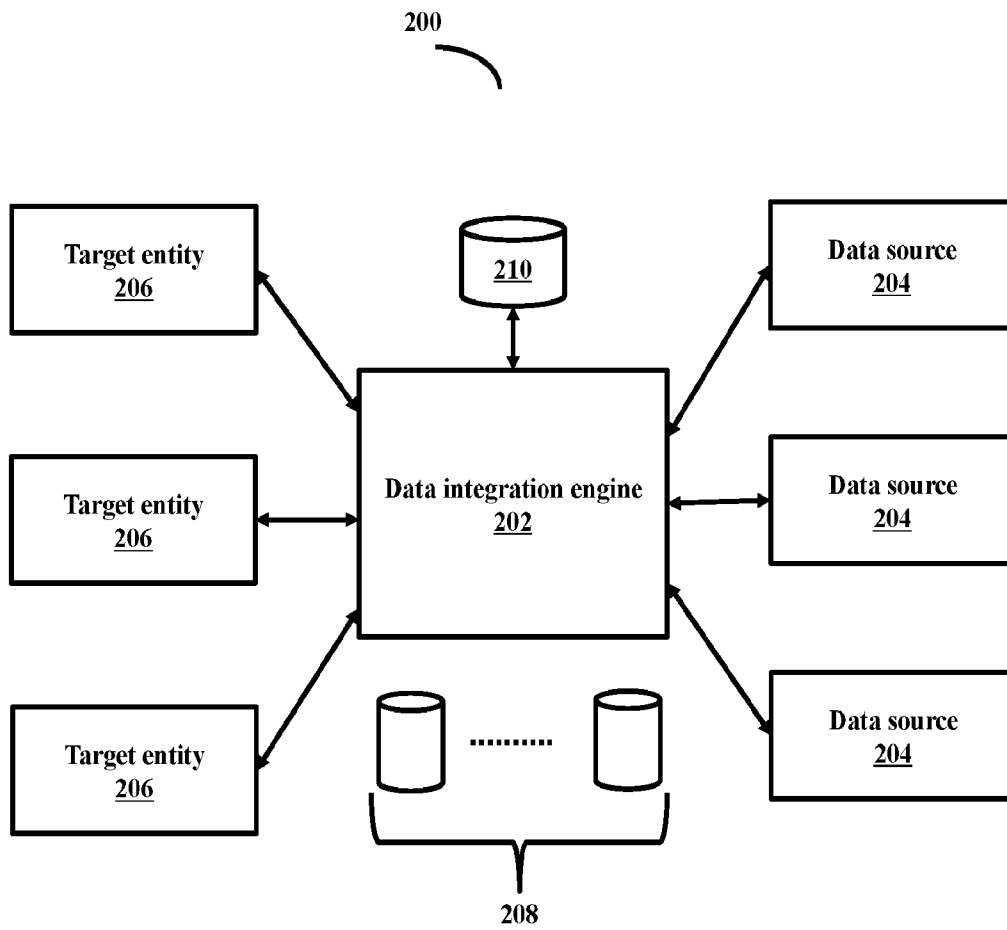 200
Target entity
206
210
Data source
204
Target entity
206
Data integration engine
202
Data source
204
Target entity
206
Data source
204
208